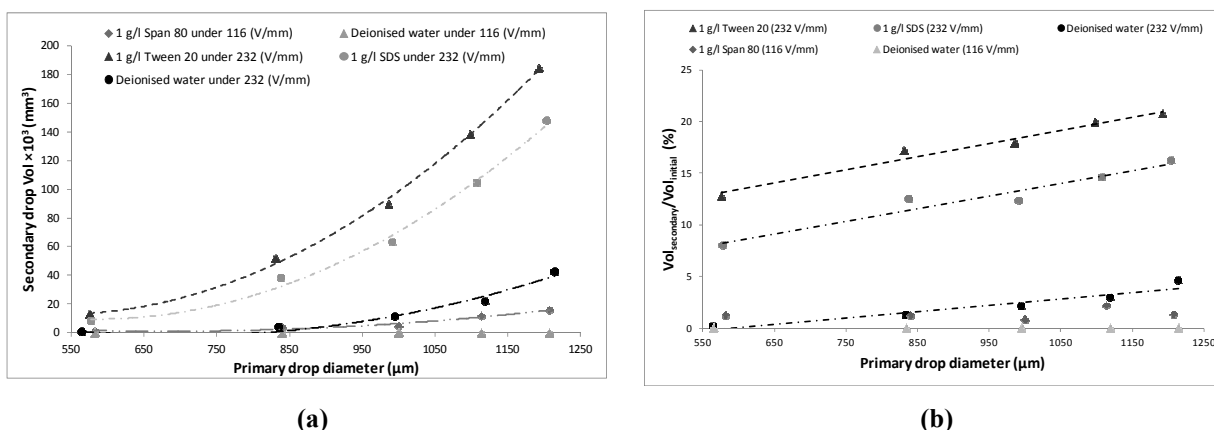 1 g/l Span 80 under 116 (V/mm) Deionised water under 116 (V/mm)
1 g/l Tween 20 under 232 (V/mm) 1 g/l SDS under 232 (V/mm)
Deionised water under 232 (V/mm)
Secondary drop Vol ×10³ (mm³)
200
180
160
140
120
100
80
60
40
20
0
550 650 750 850 950 1050 1150 1250
Primary drop diameter (µm)
(a)
1 g/l Tween 20 (232 V/mm) 1 g/l SDS (232 V/mm) Deionised water (232 V/mm)
1 g/l Span 80 (116 V/mm) Deionised water (116 V/mm)
Vol_secondary/Vol_initial (%)
25
20
15
10
5
0
550 650 750 850 950 1050 1150 1250
Primary drop diameter (µm)
(b)